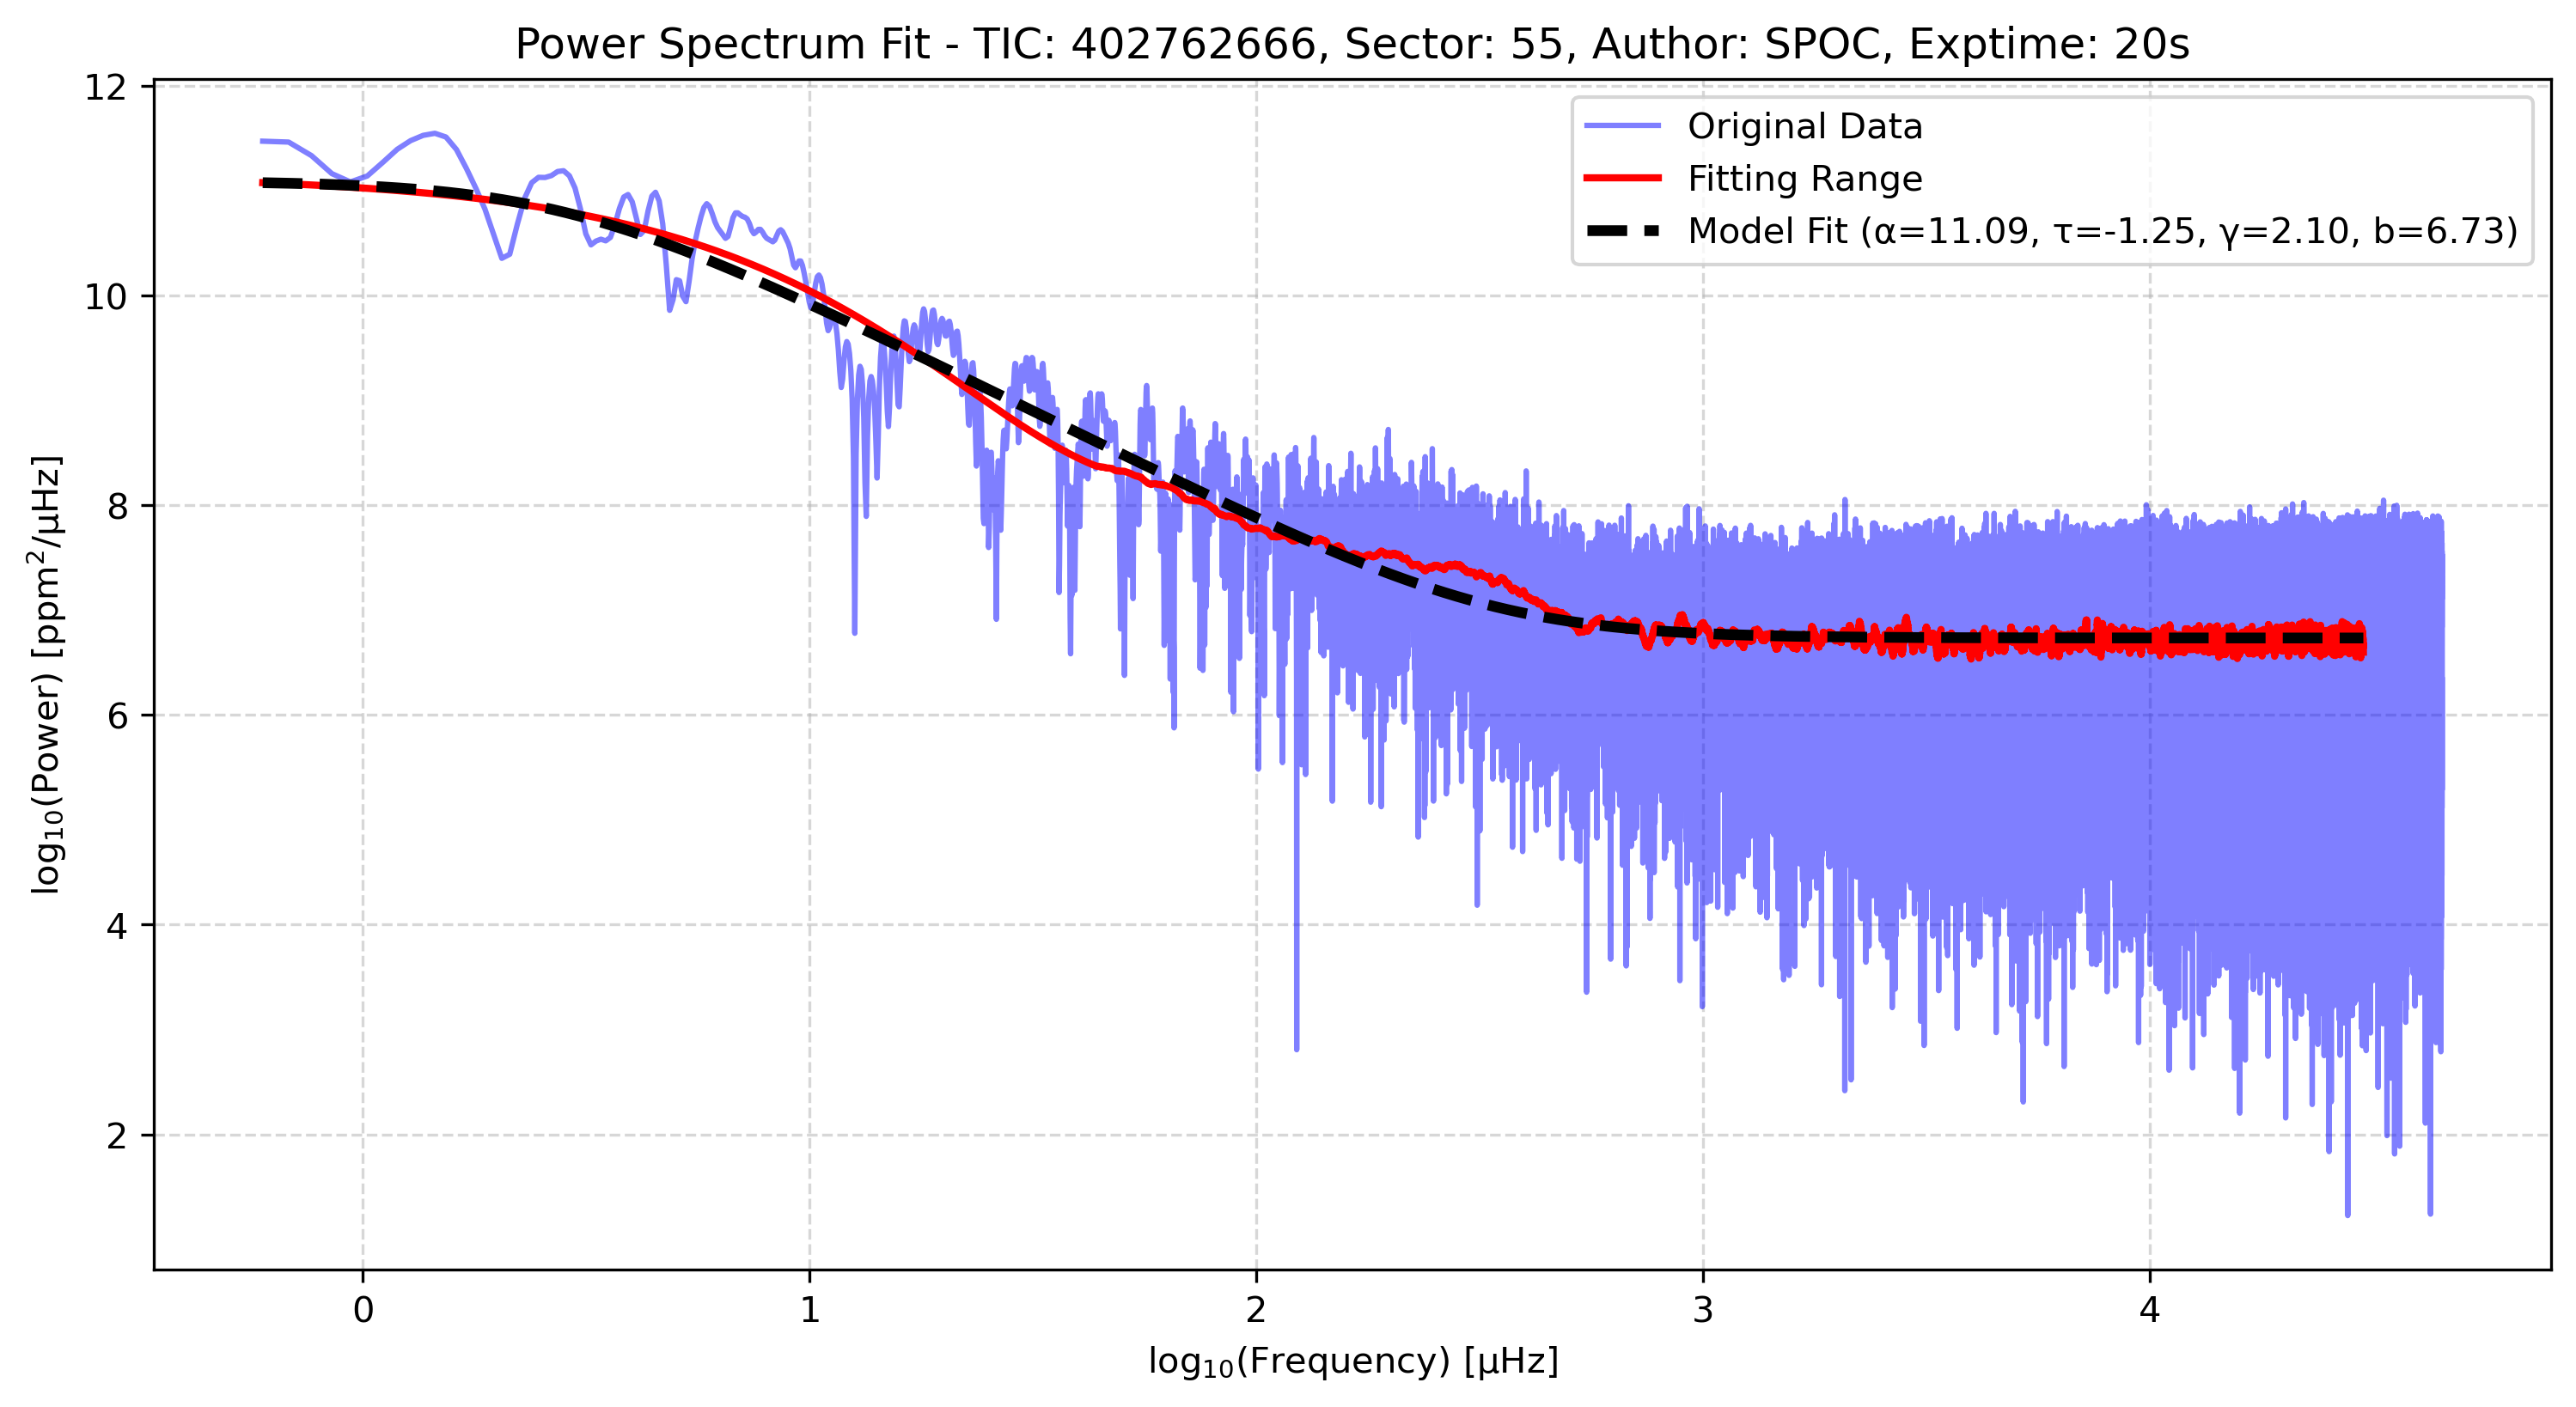 Power Spectrum Fit - TIC: 402762666, Sector: 55, Author: SPOC, Exptime: 20s
Original Data
Fitting Range
Model Fit (α=11.09, τ=-1.25, γ=2.10, b=6.73)
log₁₀(Power) [ppm²/μHz]
12
10
8
6
4
2
0 1 2 3 4
log₁₀(Frequency) [μHz]